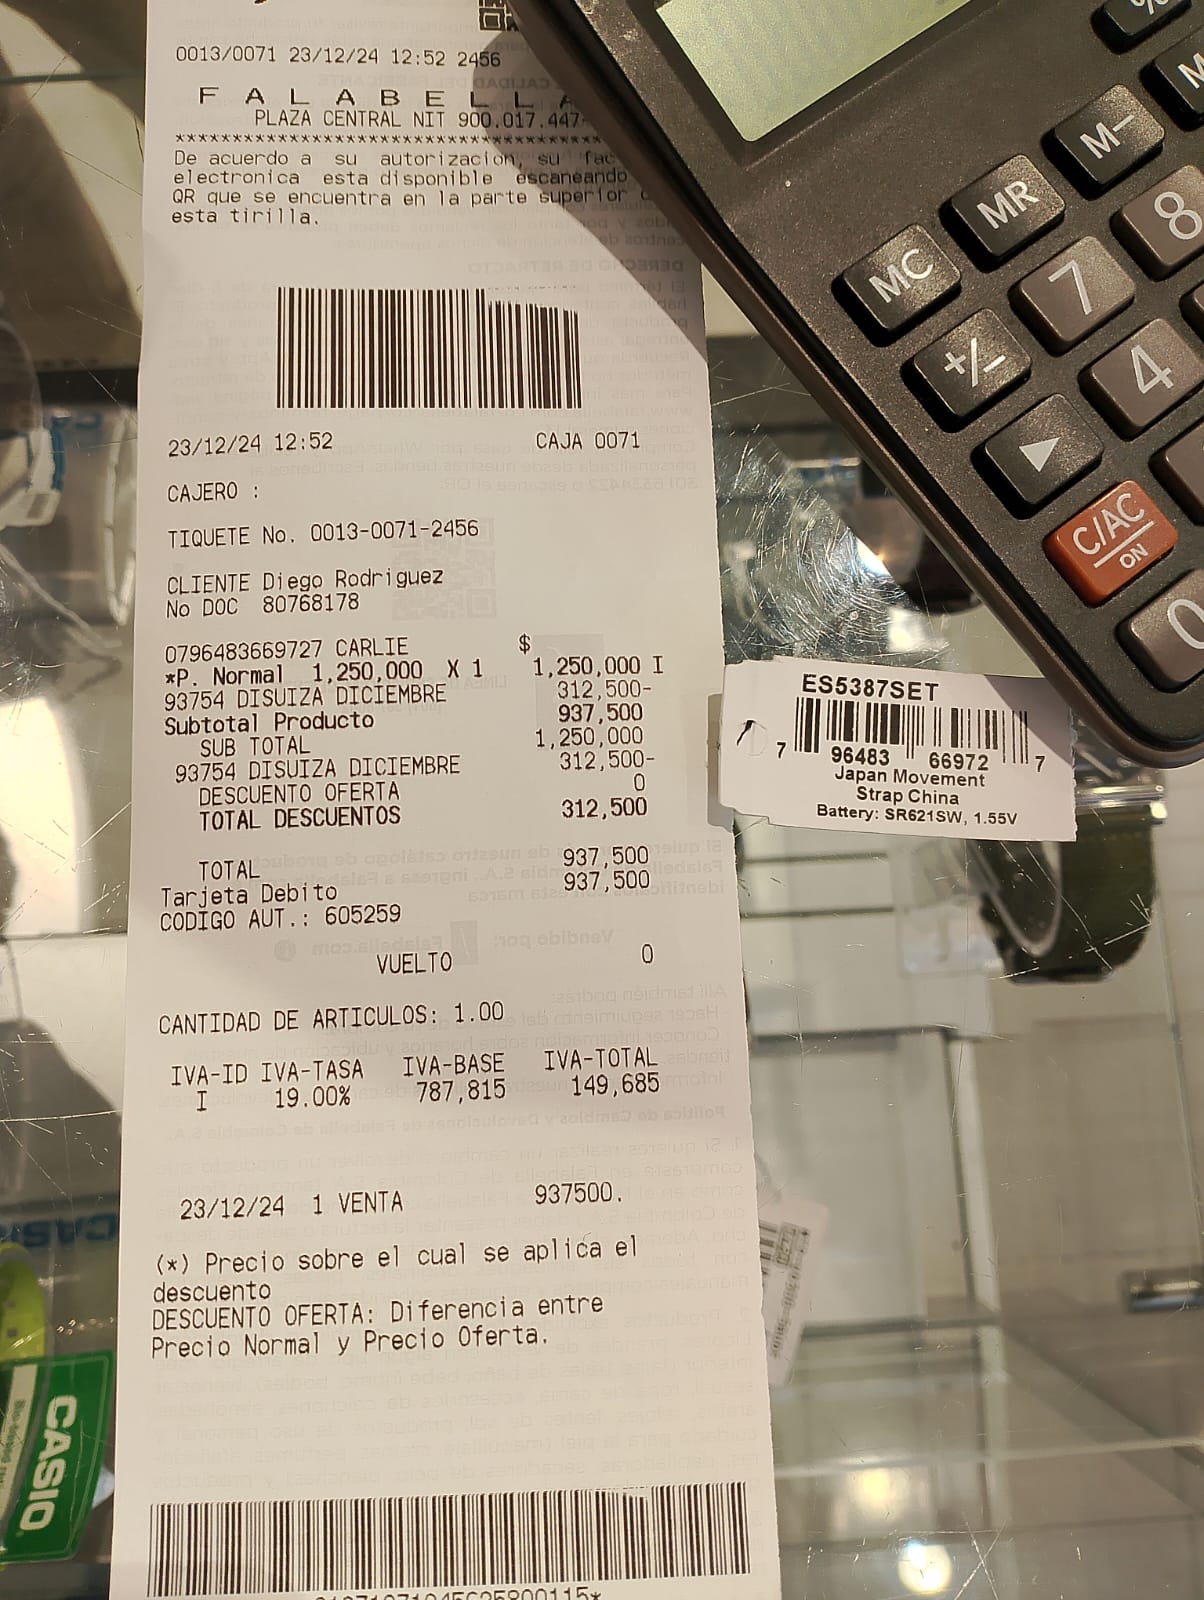 0013/0071 23/12/24 12:52 2456
FALABELLA
PLAZA CENTRAL NIT 900.017.447-
****************************************
De acuerdo a su autorizacion, su fac
electronica esta disponible escaneando
QR que se encuentra en la parte superior
esta tirilla.
23/12/24 12:52 CAJA 0071
CAJERO :
TIQUETE No. 0013-0071-2456
CLIENTE Diego Rodriguez
No DOC 80768178
0796483669727 CARLIE $
*P. Normal 1,250,000 X 1 1,250,000 I
93754 DISUIZA DICIEMBRE 312,500-
Subtotal Producto 937,500
SUB TOTAL 1,250,000
93754 DISUIZA DICIEMBRE 312,500-
DESCUENTO OFERTA 0
TOTAL DESCUENTOS 312,500
TOTAL 937,500
Tarjeta Debito 937,500
CODIGO AUT.: 605259
VUELTO 0
CANTIDAD DE ARTICULOS: 1.00
IVA-ID IVA-TASA IVA-BASE IVA-TOTAL
I 19.00% 787,815 149,685
23/12/24 1 VENTA 937500.
(*) Precio sobre el cual se aplica el
descuento
DESCUENTO OFERTA: Diferencia entre
Precio Normal y Precio Oferta.
%
M-
MR
MC
8
7
+/-
4
▶
C/AC
ON
0
ES5387SET
7 96483 66972 7
Japan Movement
Strap China
Battery: SR621SW, 1.55V
CASIO
CASIO